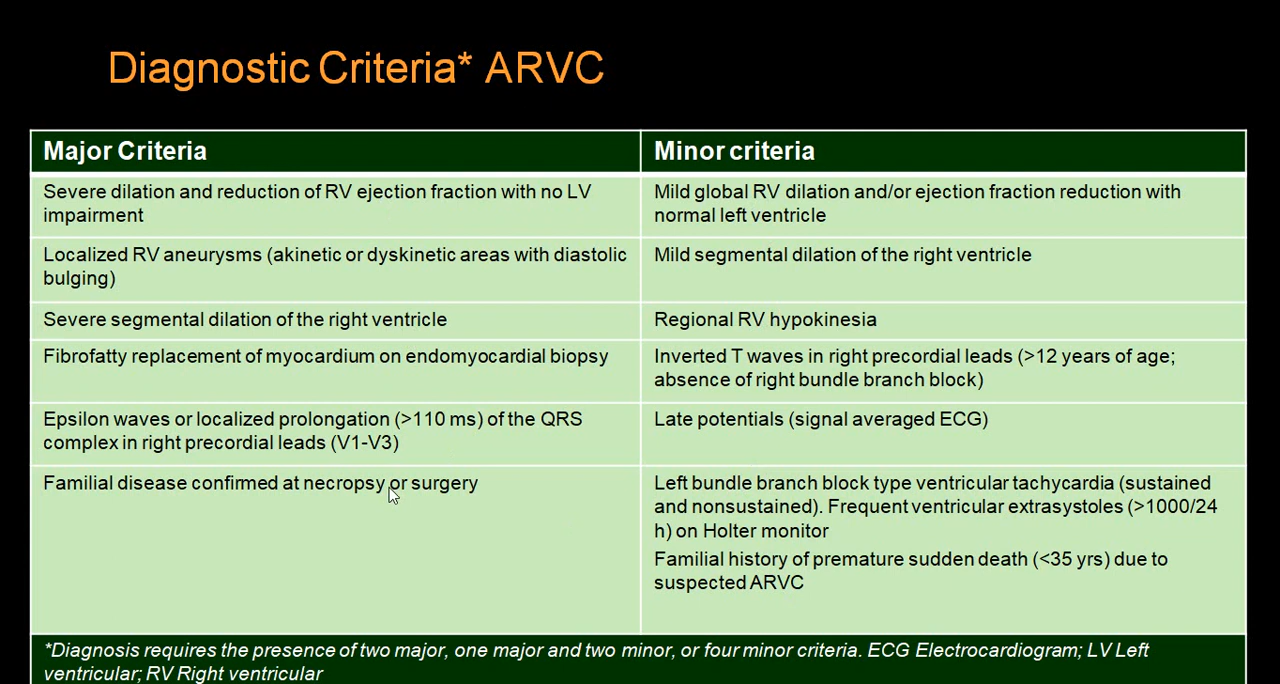 Diagnostic Criteria* ARVC
Major Criteria
Minor criteria
Severe dilation and reduction of RV ejection fraction with no LV
impairment
Mild global RV dilation and/or ejection fraction reduction with
normal left ventricle
Localized RV aneurysms (akinetic or dyskinetic areas with diastolic
bulging)
Mild segmental dilation of the right ventricle
Severe segmental dilation of the right ventricle
Regional RV hypokinesia
Fibrofatty replacement of myocardium on endomyocardial biopsy
Inverted T waves in right precordial leads (>12 years of age;
absence of right bundle branch block)
Epsilon waves or localized prolongation (>110 ms) of the QRS
complex in right precordial leads (V1-V3)
Late potentials (signal averaged ECG)
Familial disease confirmed at necropsy or surgery
Left bundle branch block type ventricular tachycardia (sustained
and nonsustained). Frequent ventricular extrasystoles (>1000/24
h) on Holter monitor
Familial history of premature sudden death (<35 yrs) due to
suspected ARVC
*Diagnosis requires the presence of two major, one major and two minor, or four minor criteria. ECG Electrocardiogram; LV Left
ventricular; RV Right ventricular